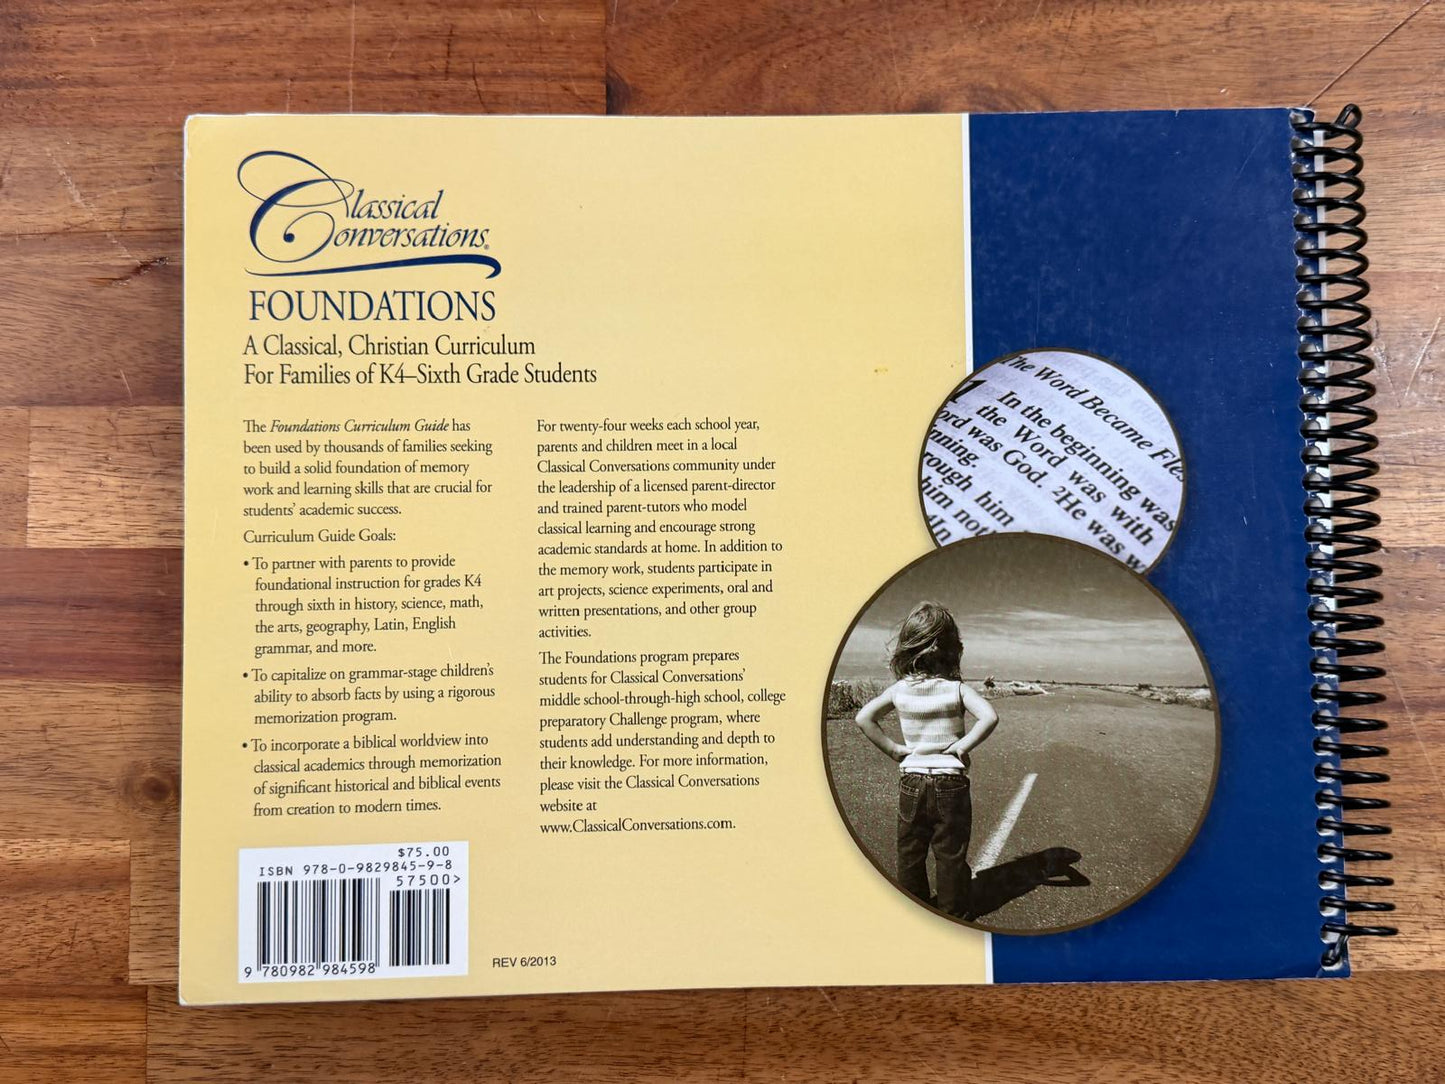 Classical
Conversations®
FOUNDATIONS
A Classical, Christian Curriculum
For Families of K4–Sixth Grade Students
The Foundations Curriculum Guide has
been used by thousands of families seeking
to build a solid foundation of memory
work and learning skills that are crucial for
students' academic success.
Curriculum Guide Goals:
• To partner with parents to provide
foundational instruction for grades K4
through sixth in history, science, math,
the arts, geography, Latin, English
grammar, and more.
• To capitalize on grammar-stage children's
ability to absorb facts by using a rigorous
memorization program.
• To incorporate a biblical worldview into
classical academics through memorization
of significant historical and biblical events
from creation to modern times.
For twenty-four weeks each school year,
parents and children meet in a local
Classical Conversations community under
the leadership of a licensed parent-director
and trained parent-tutors who model
classical learning and encourage strong
academic standards at home. In addition to
the memory work, students participate in
art projects, science experiments, oral and
written presentations, and other group
activities.
The Foundations program prepares
students for Classical Conversations'
middle school-through-high school, college
preparatory Challenge program, where
students add understanding and depth to
their knowledge. For more information,
please visit the Classical Conversations
website at
www.ClassicalConversations.com.
The Word Became Fles
1 In the beginning was
the Word was with
ord was God. ²He was w
nning.
rough him
him not
⁴In
$75.00
ISBN 978-0-9829845-9-8
57500>
9 780982 984598
REV 6/2013